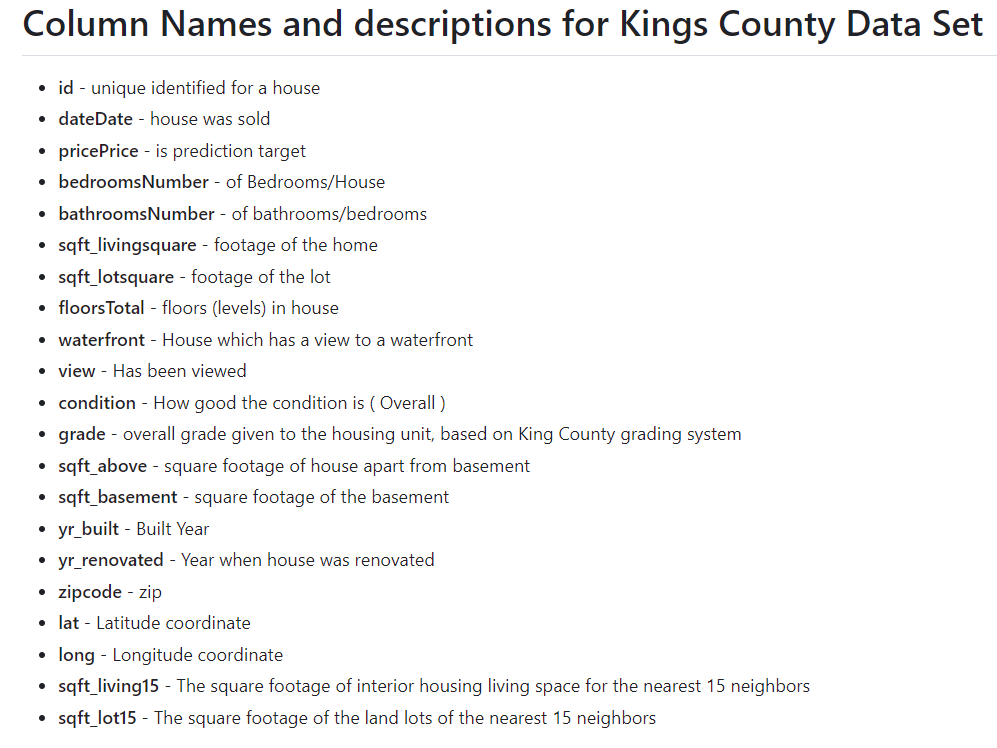 Column Names and descriptions for Kings County Data Set
• id - unique identified for a house
• dateDate - house was sold
• pricePrice - is prediction target
• bedroomsNumber - of Bedrooms/House
• bathroomsNumber - of bathrooms/bedrooms
• sqft_livingsquare - footage of the home
• sqft_lotsquare - footage of the lot
• floorsTotal - floors (levels) in house
• waterfront - House which has a view to a waterfront
• view - Has been viewed
• condition - How good the condition is ( Overall )
• grade - overall grade given to the housing unit, based on King County grading system
• sqft_above - square footage of house apart from basement
• sqft_basement - square footage of the basement
• yr_built - Built Year
• yr_renovated - Year when house was renovated
• zipcode - zip
• lat - Latitude coordinate
• long - Longitude coordinate
• sqft_living15 - The square footage of interior housing living space for the nearest 15 neighbors
• sqft_lot15 - The square footage of the land lots of the nearest 15 neighbors